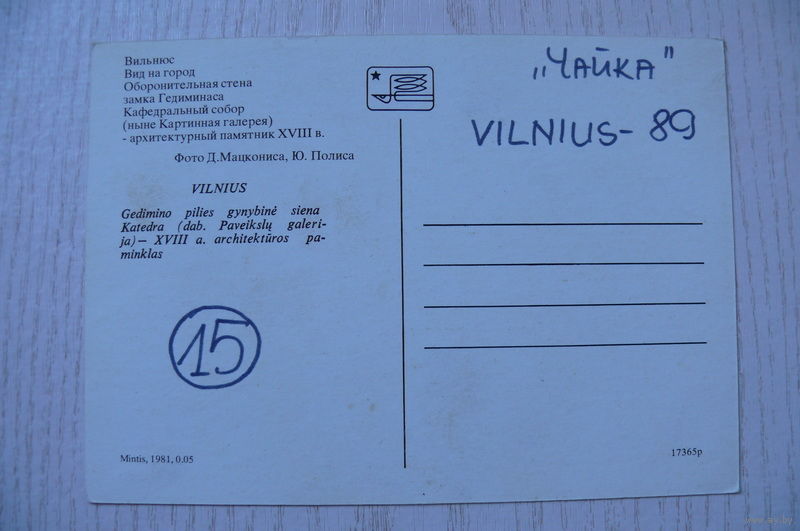 Вильнюс
Вид на город
Оборонительная стена
замка Гедиминаса
Кафедральный собор
(ныне Картинная галерея)
- архитектурный памятник XVIII в.
Фото Д.Мацкониса, Ю. Полиса
VILNIUS
Gedimino pilies gynybinė siena
Katedra (dab. Paveikslų galeri-
ja) — XVIII a. architektūros pa-
minklas
15
Mintis, 1981, 0.05
„ЧАЙКА"
VILNIUS - 89
17365р